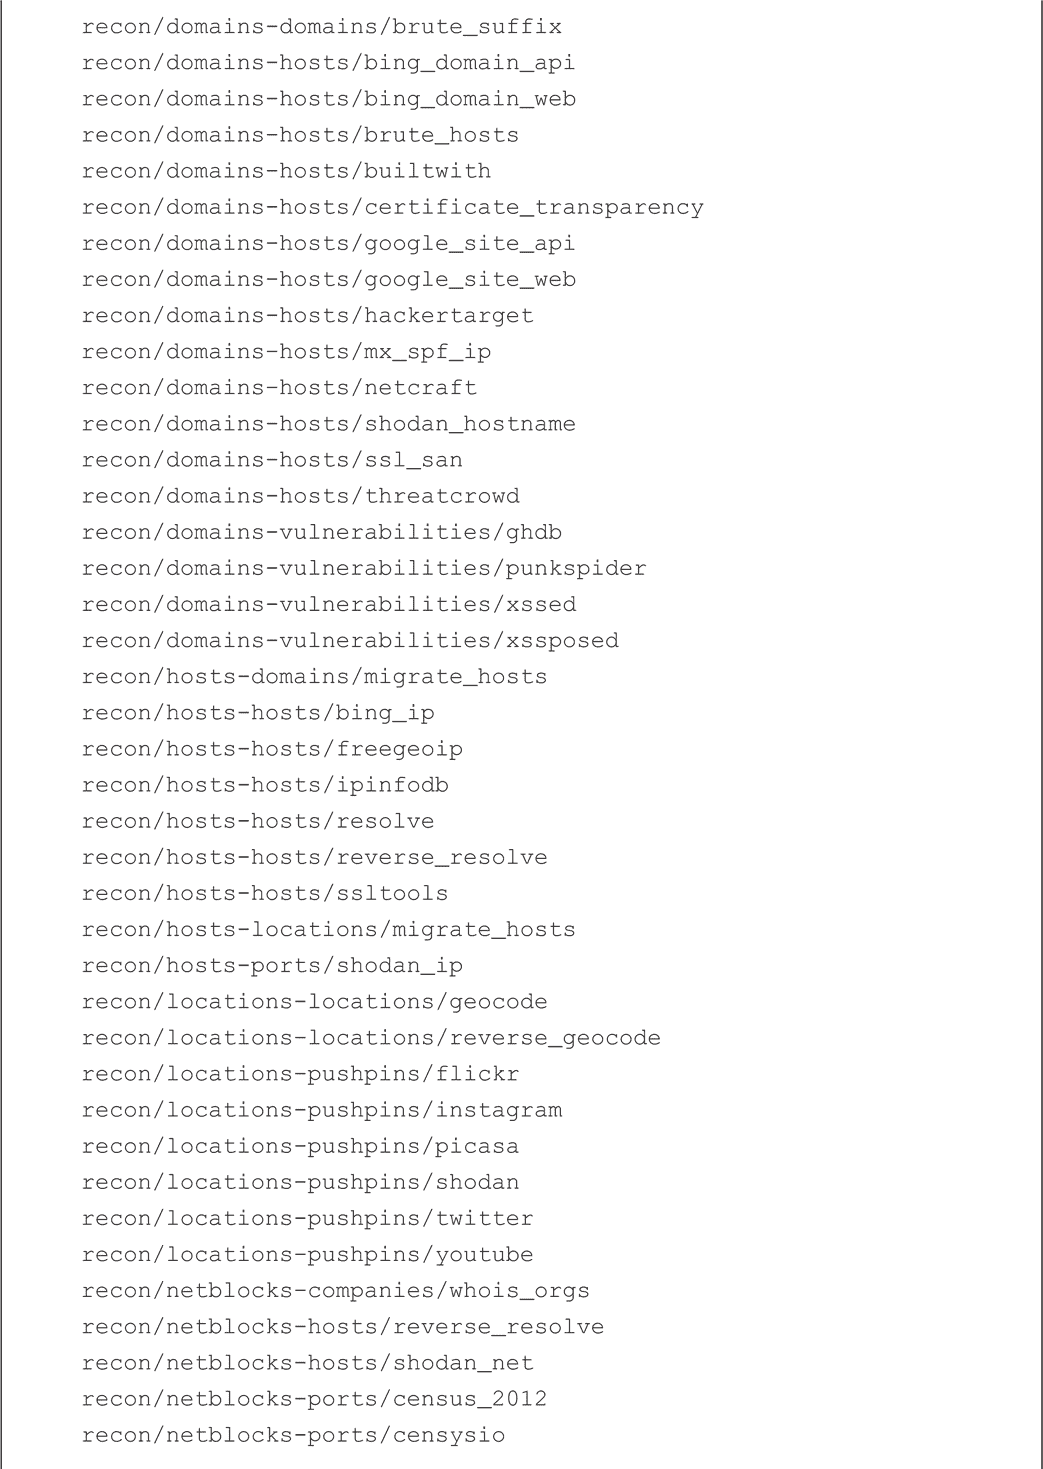 recon/domains-domains/brute_suffix
recon/domains-hosts/bing_domain_api
recon/domains-hosts/bing_domain_web
recon/domains-hosts/brute_hosts
recon/domains-hosts/builtwith
recon/domains-hosts/certificate_transparency
recon/domains-hosts/google_site_api
recon/domains-hosts/google_site_web
recon/domains-hosts/hackertarget
recon/domains-hosts/mx_spf_ip
recon/domains-hosts/netcraft
recon/domains-hosts/shodan_hostname
recon/domains-hosts/ssl_san
recon/domains-hosts/threatcrowd
recon/domains-vulnerabilities/ghdb
recon/domains-vulnerabilities/punkspider
recon/domains-vulnerabilities/xssed
recon/domains-vulnerabilities/xssposed
recon/hosts-domains/migrate_hosts
recon/hosts-hosts/bing_ip
recon/hosts-hosts/freegeoip
recon/hosts-hosts/ipinfodb
recon/hosts-hosts/resolve
recon/hosts-hosts/reverse_resolve
recon/hosts-hosts/ssltools
recon/hosts-locations/migrate_hosts
recon/hosts-ports/shodan_ip
recon/locations-locations/geocode
recon/locations-locations/reverse_geocode
recon/locations-pushpins/flickr
recon/locations-pushpins/instagram
recon/locations-pushpins/picasa
recon/locations-pushpins/shodan
recon/locations-pushpins/twitter
recon/locations-pushpins/youtube
recon/netblocks-companies/whois_orgs
recon/netblocks-hosts/reverse_resolve
recon/netblocks-hosts/shodan_net
recon/netblocks-ports/census_2012
recon/netblocks-ports/censysio